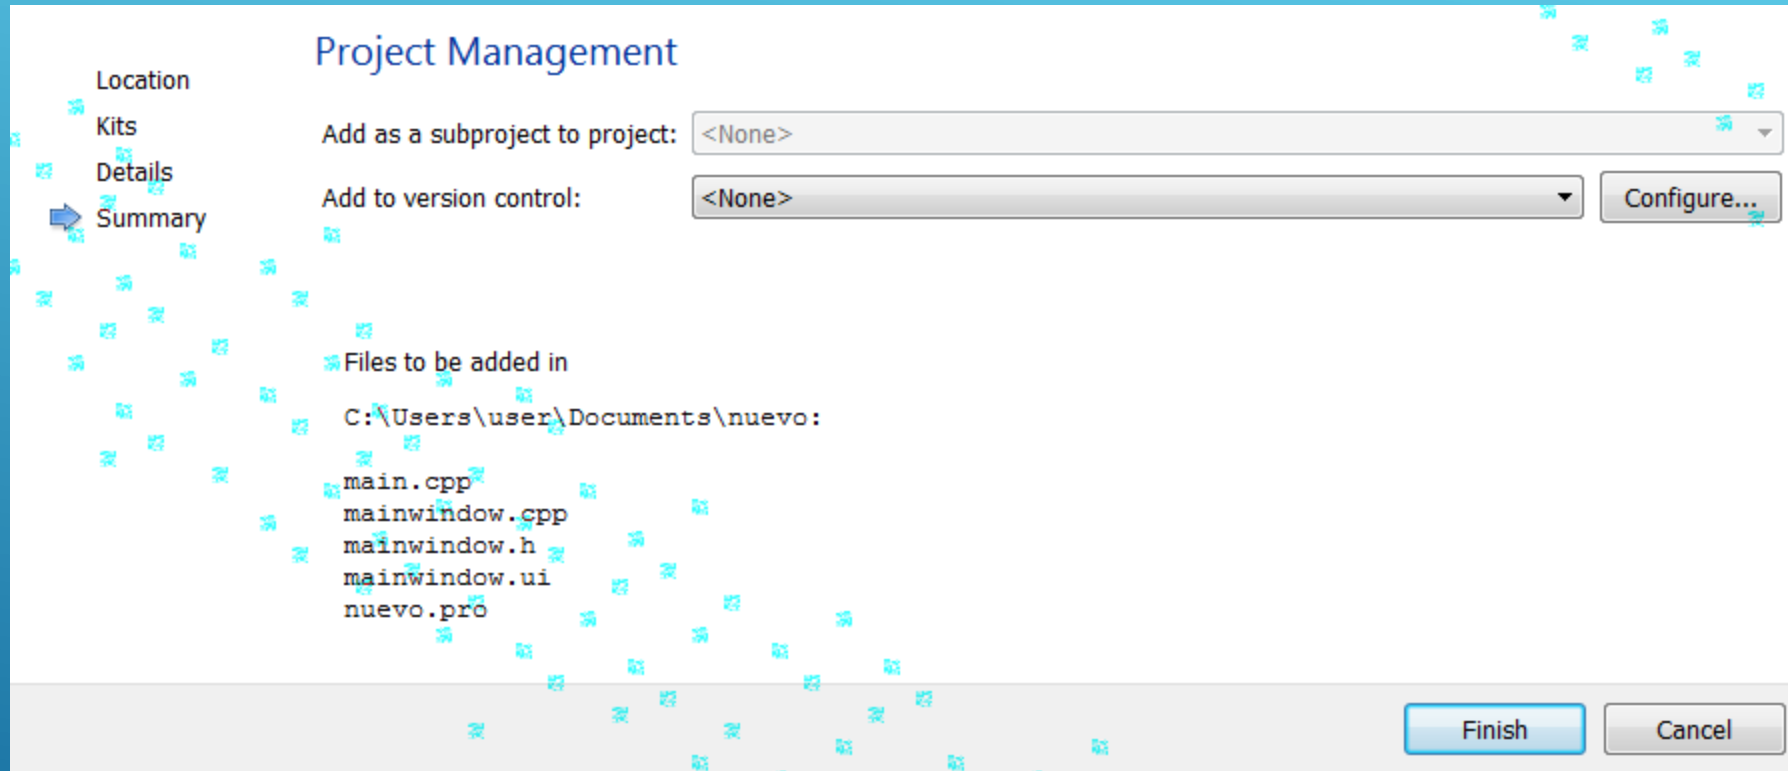 Project Management
Location
Kits
Details
Summary
Add as a subproject to project: <None>
Add to version control: <None> Configure...
Files to be added in
C:\Users\user\Documents\nuevo:
main.cpp
mainwindow.cpp
mainwindow.h
mainwindow.ui
nuevo.pro
Finish Cancel